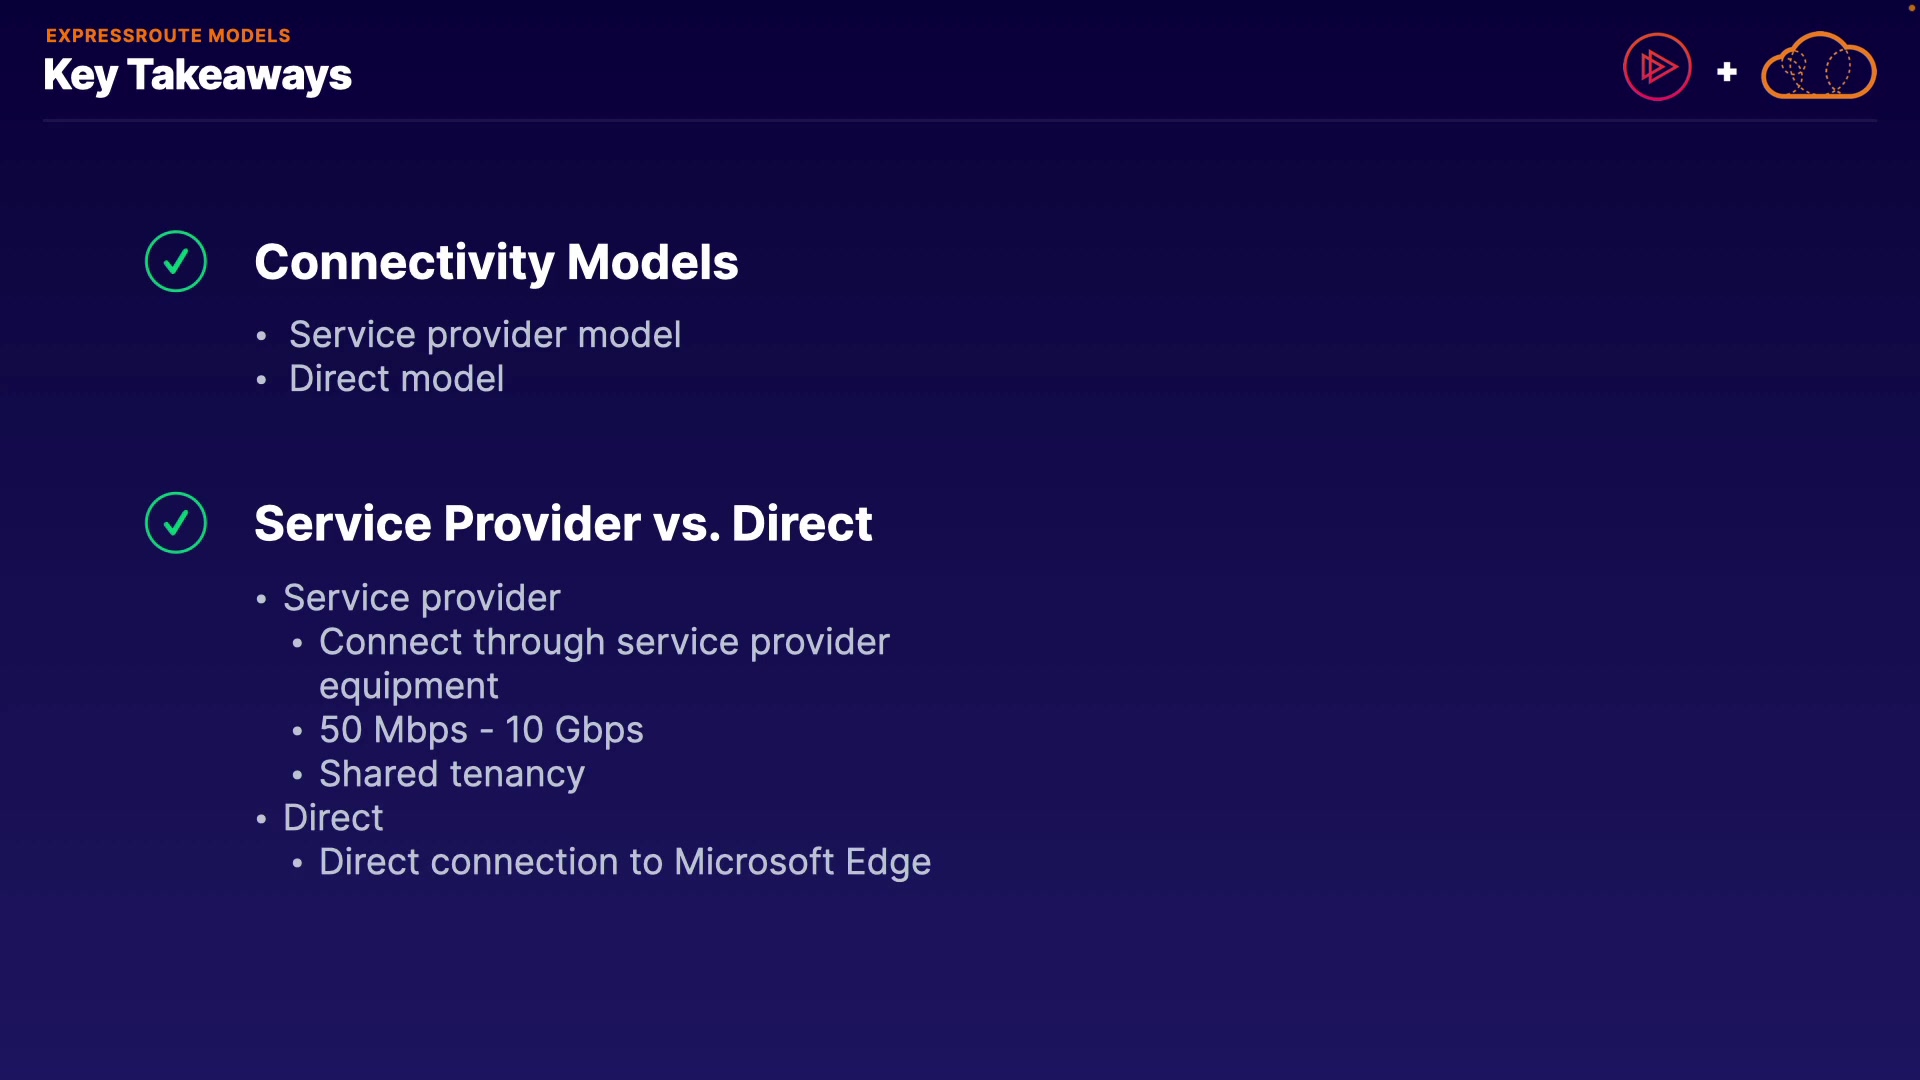 EXPRESSROUTE MODELS
Key Takeaways
Connectivity Models
• Service provider model
• Direct model
Service Provider vs. Direct
• Service provider
• Connect through service provider
equipment
• 50 Mbps - 10 Gbps
• Shared tenancy
• Direct
• Direct connection to Microsoft Edge